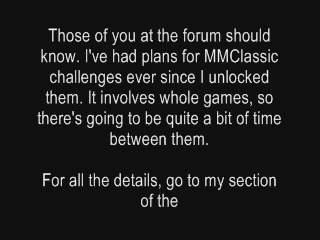 Those of you at the forum should
know. I've had plans for MMClassic
challenges ever since I unlocked
them. It involves whole games, so
there's going to be quite a bit of time
between them.
For all the details, go to my section
of the